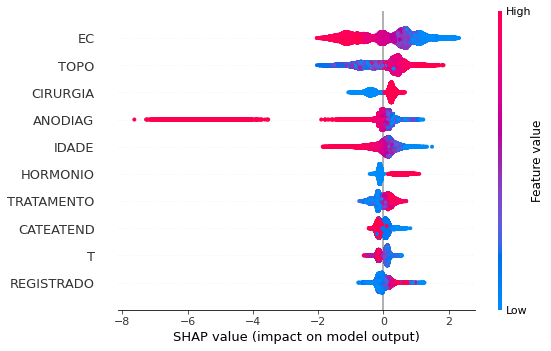 High
EC
TOPO
CIRURGIA
ANODIAG
IDADE
HORMONIO
TRATAMENTO
CATEATEND
T
REGISTRADO
Feature value
Low
−8 −6 −4 −2 0 2
SHAP value (impact on model output)